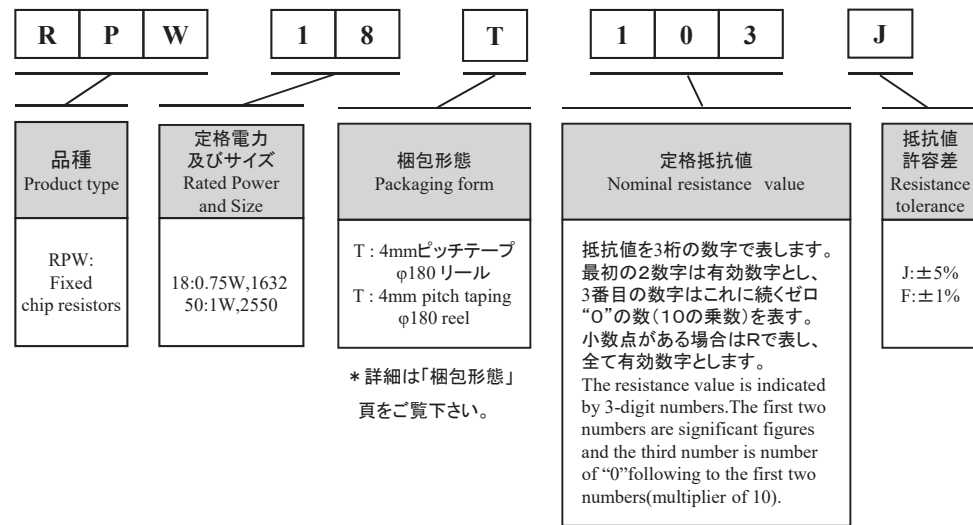 R P W 1 8 T 1 0 3 J
品種
Product type
RPW:
Fixed
chip resistors
定格電力
及びサイズ
Rated Power
and Size
18:0.75W,1632
50:1W,2550
梱包形態
Packaging form
T : 4mmピッチテープ
φ180 リール
T : 4mm pitch taping
φ180 reel
*詳細は「梱包形態」
頁をご覧下さい。
定格抵抗値
Nominal resistance value
抵抗値を3桁の数字で表します。
最初の2数字は有効数字とし、
3番目の数字はこれに続くゼロ
“0”の数(10の乗数)を表す。
小数点がある場合はRで表し、
全て有効数字とします。
The resistance value is indicated
by 3-digit numbers.The first two
numbers are significant figures
and the third number is number
of “0”following to the first two
numbers(multiplier of 10).
抵抗値
許容差
Resistance
tolerance
J:±5%
F:±1%